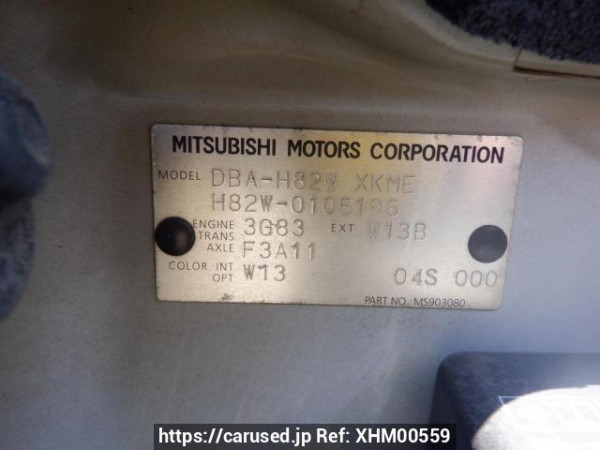 MITSUBISHI MOTORS CORPORATION
MODEL DBA-H82W XKME
H82W-0106196
ENGINE 3G83 EXT W13B
TRANS AXLE F3A11
COLOR. INT OPT W13 04S 000
PART NO. MS903080
https://carused.jp Ref: XHM00559